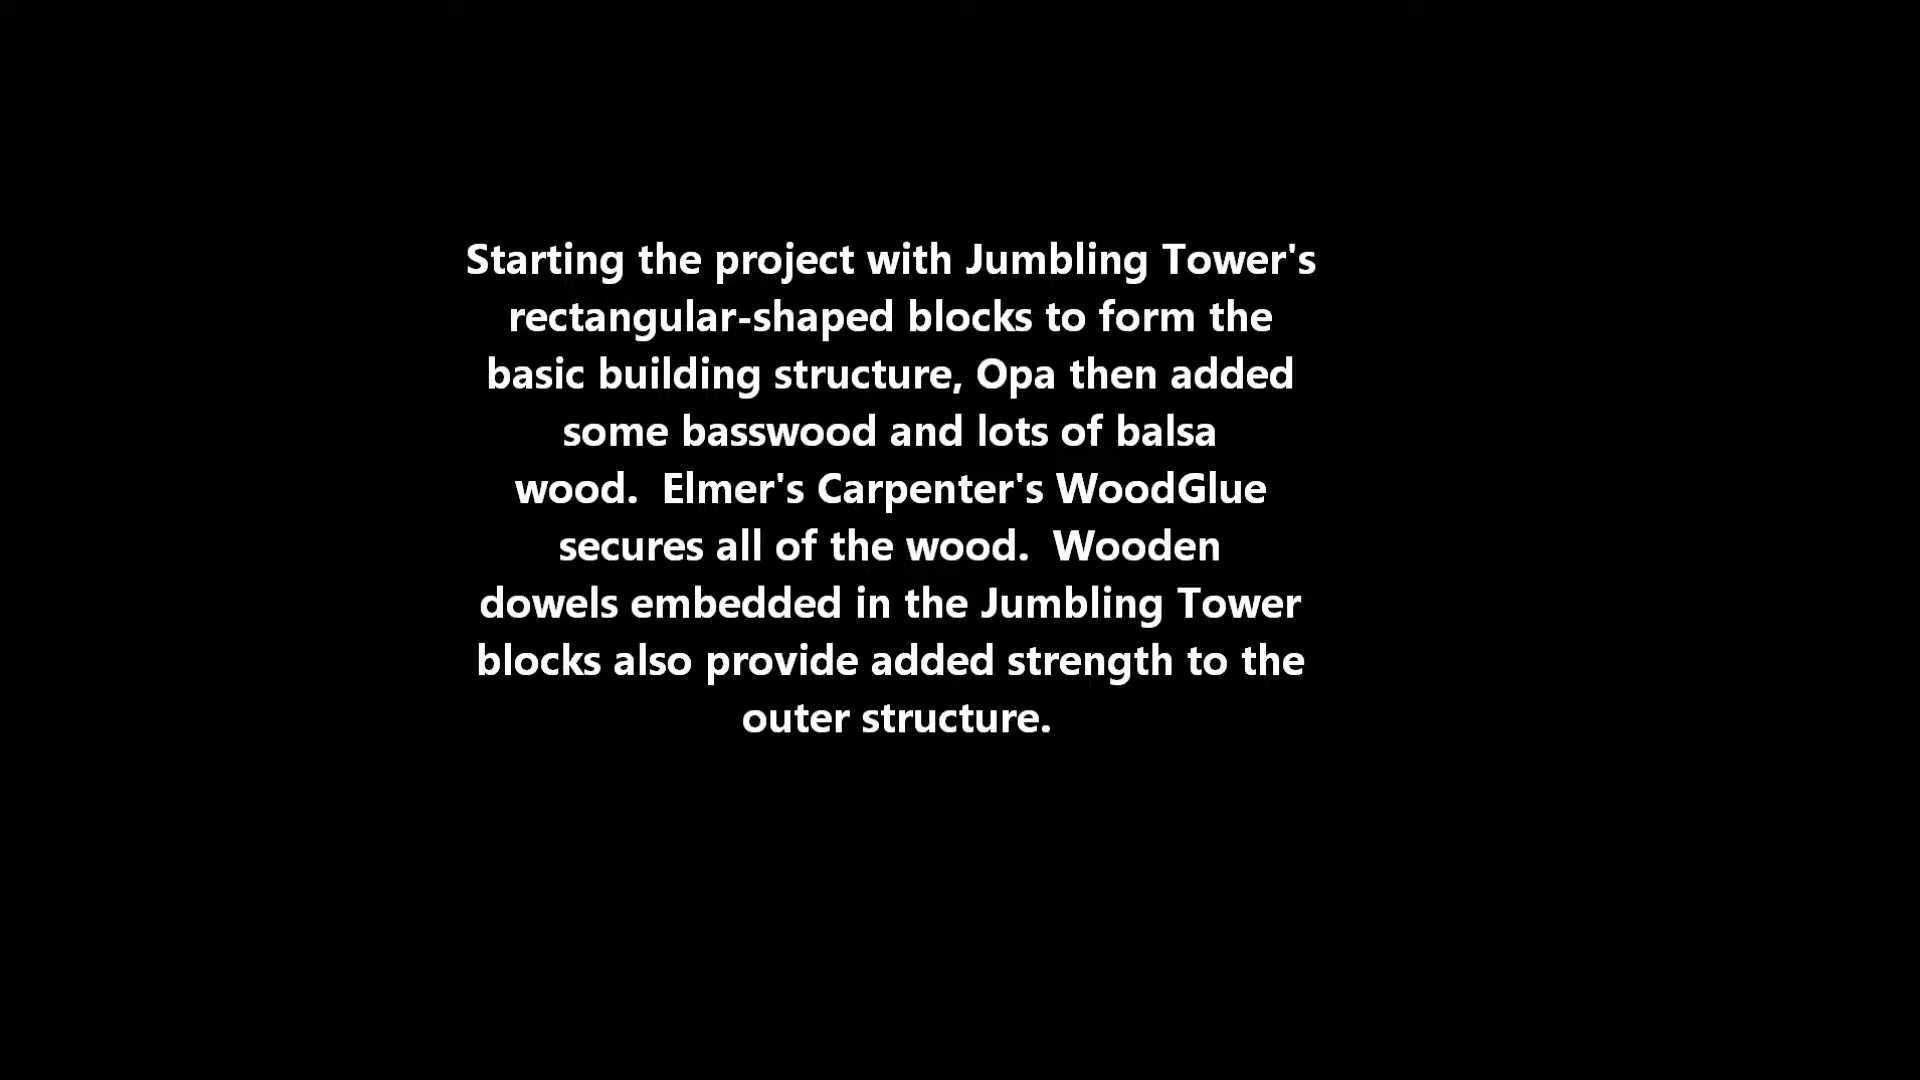 Starting the project with Jumbling Tower's
rectangular-shaped blocks to form the
basic building structure, Opa then added
some basswood and lots of balsa
wood.  Elmer's Carpenter's WoodGlue
secures all of the wood.  Wooden
dowels embedded in the Jumbling Tower
blocks also provide added strength to the
outer structure.